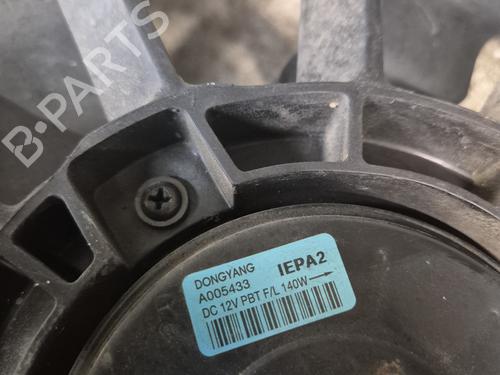 B-PARTS
DONGYANG IEPA2
A005433
DC 12V PBT F/L 140W